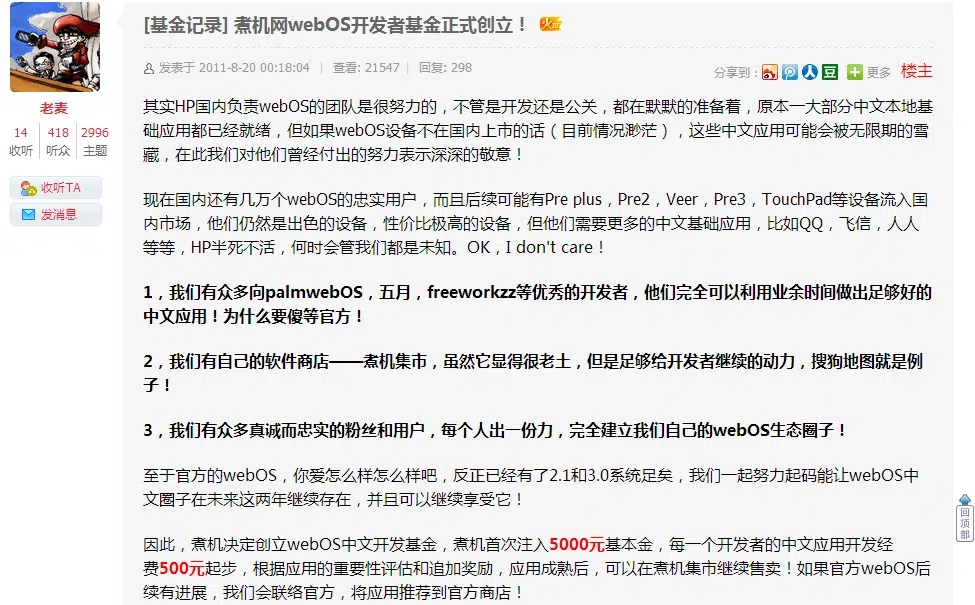 [基金记录] 煮机网webOS开发者基金正式创立！
发表于 2011-8-20 00:18:04 | 查看: 21547 | 回复: 298
分享到：
更多
楼主
老麦
14 418 2996
收听 听众 主题
收听TA
发消息
其实HP国内负责webOS的团队是很努力的，不管是开发还是公关，都在默默的准备着，原本一大部分中文本地基
础应用都已经就绪，但如果webOS设备不在国内上市的话（目前情况渺茫），这些中文应用可能会被无限期的雪
藏，在此我们对他们曾经付出的努力表示深深的敬意！
现在国内还有几万个webOS的忠实用户，而且后续可能有Pre plus，Pre2，Veer，Pre3，TouchPad等设备流入国
内市场，他们仍然是出色的设备，性价比极高的设备，但他们需要更多的中文基础应用，比如QQ，飞信，人人
等等，HP半死不活，何时会管我们都是未知。OK，I don't care！
1，我们有众多向palmwebOS，五月，freeworkzz等优秀的开发者，他们完全可以利用业余时间做出足够好的
中文应用！为什么要傻等官方！
2，我们有自己的软件商店——煮机集市，虽然它显得很老土，但是足够给开发者继续的动力，搜狗地图就是例
子！
3，我们有众多真诚而忠实的粉丝和用户，每个人出一份力，完全建立我们自己的webOS生态圈子！
至于官方的webOS，你爱怎么样怎么样吧，反正已经有了2.1和3.0系统足矣，我们一起努力起码能让webOS中
文圈子在未来这两年继续存在，并且可以继续享受它！
因此，煮机决定创立webOS中文开发基金，煮机首次注入5000元基本金，每一个开发者的中文应用开发经
费500元起步，根据应用的重要性评估和追加奖励，应用成熟后，可以在煮机集市继续售卖！如果官方webOS后
续有进展，我们会联络官方，将应用推荐到官方商店！
回顶部